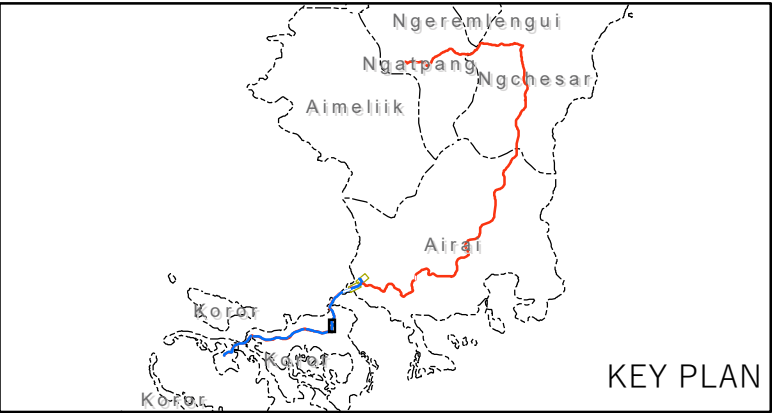 Ngeremlengui
Ngatpang
Ngchesar
Aimeliik
Airai
Koror
Koror
Koror
KEY PLAN